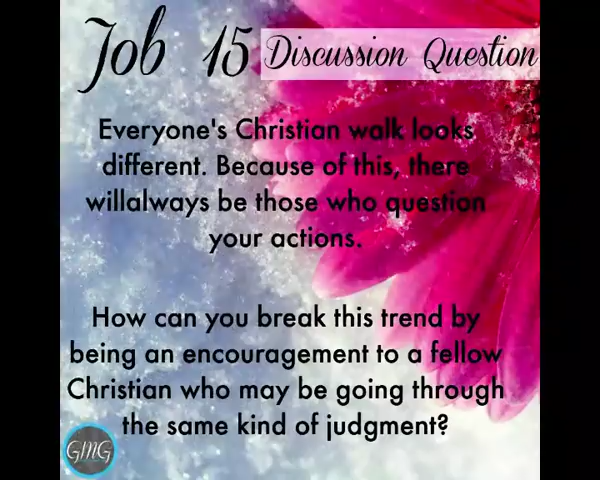 Job 15 Discussion Question
Everyone's Christian walk looks
different. Because of this, there
willalways be those who question
your actions.
How can you break this trend by
being an encouragement to a fellow
Christian who may be going through
the same kind of judgment?
GMG